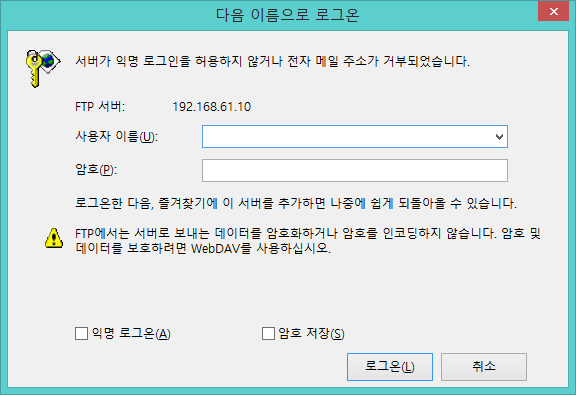 다음 이름으로 로그온
서버가 익명 로그인을 허용하지 않거나 전자 메일 주소가 거부되었습니다.
FTP 서버: 192.168.61.10
사용자 이름(U):
암호(P):
로그온한 다음, 즐겨찾기에 이 서버를 추가하면 나중에 쉽게 되돌아올 수 있습니다.
FTP에서는 서버로 보내는 데이터를 암호화하거나 암호를 인코딩하지 않습니다. 암호 및
데이터를 보호하려면 WebDAV를 사용하십시오.
익명 로그온(A) 암호 저장(S)
로그온(L) 취소